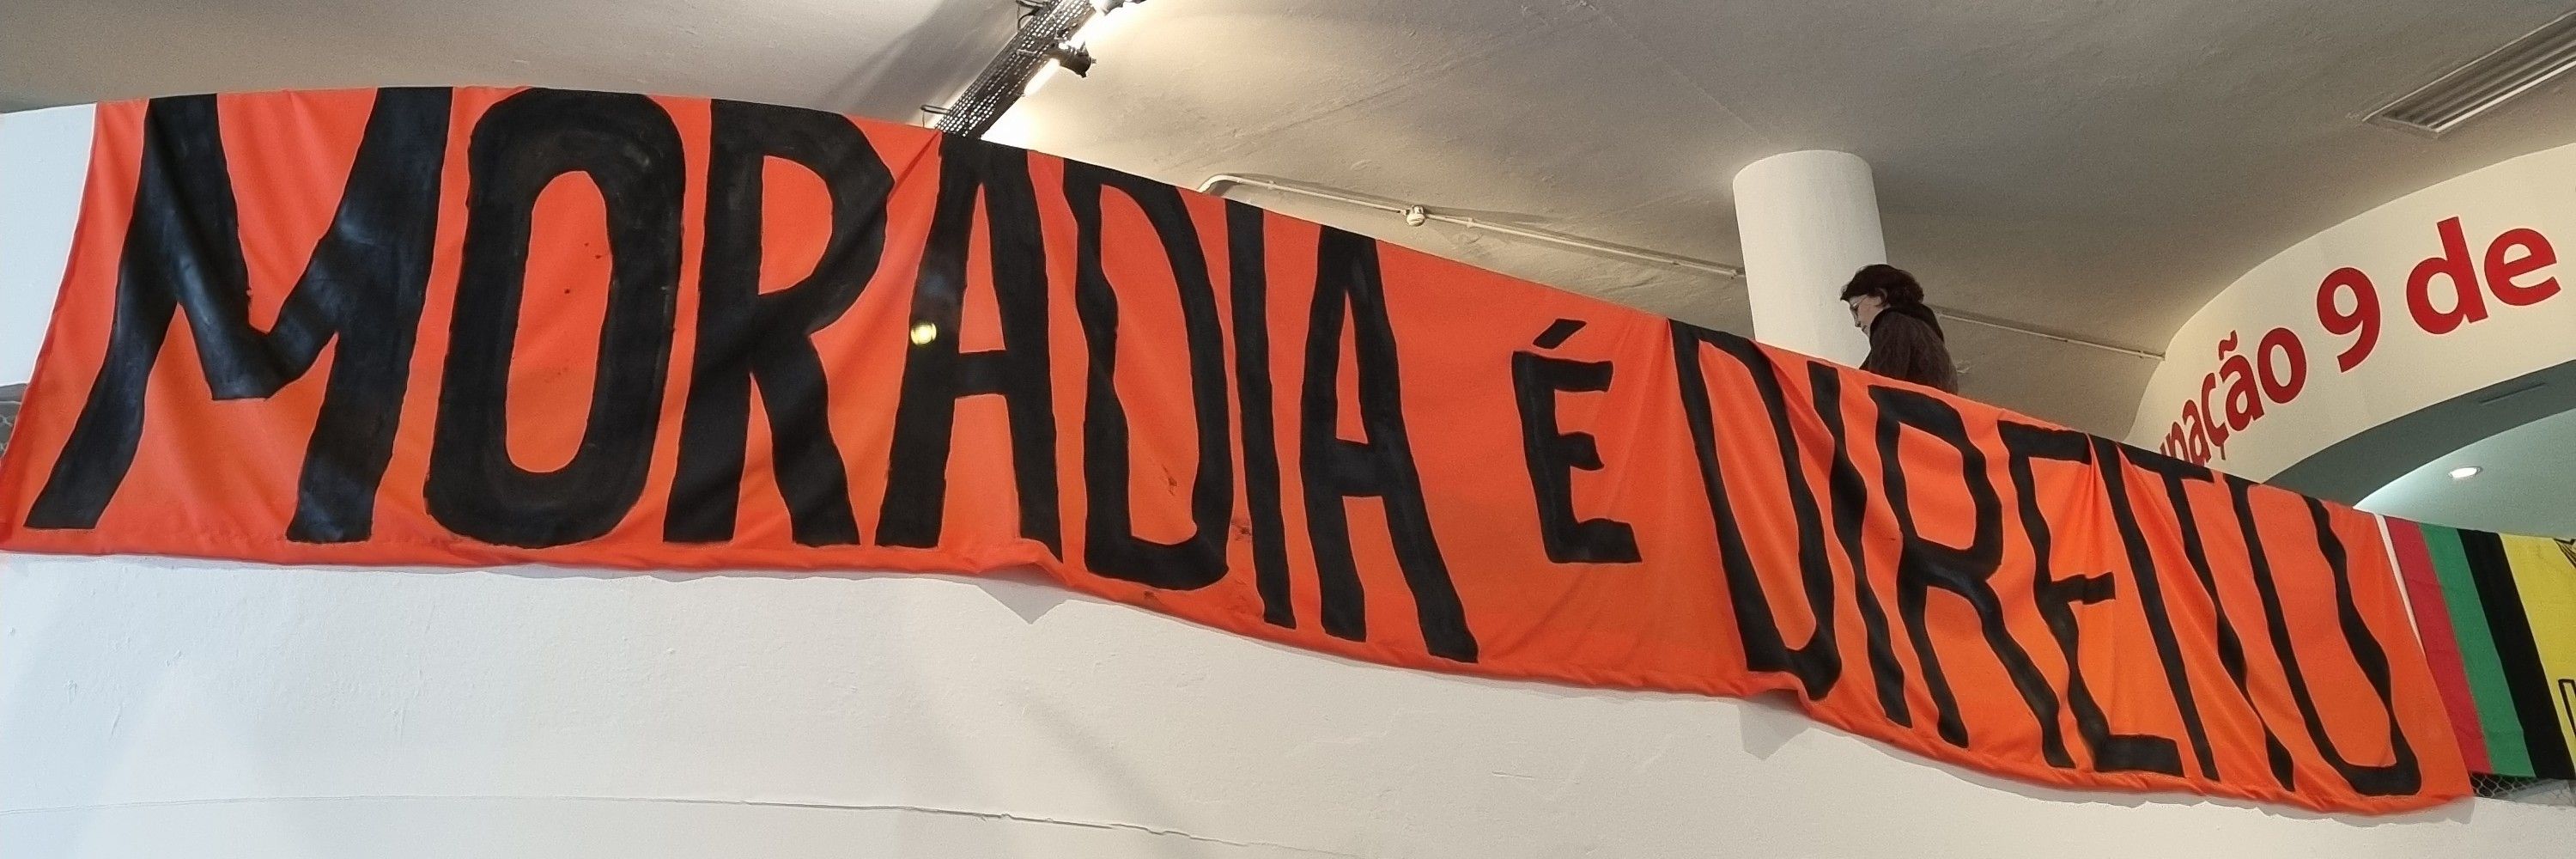 MORADIA É DIREITO
9 de